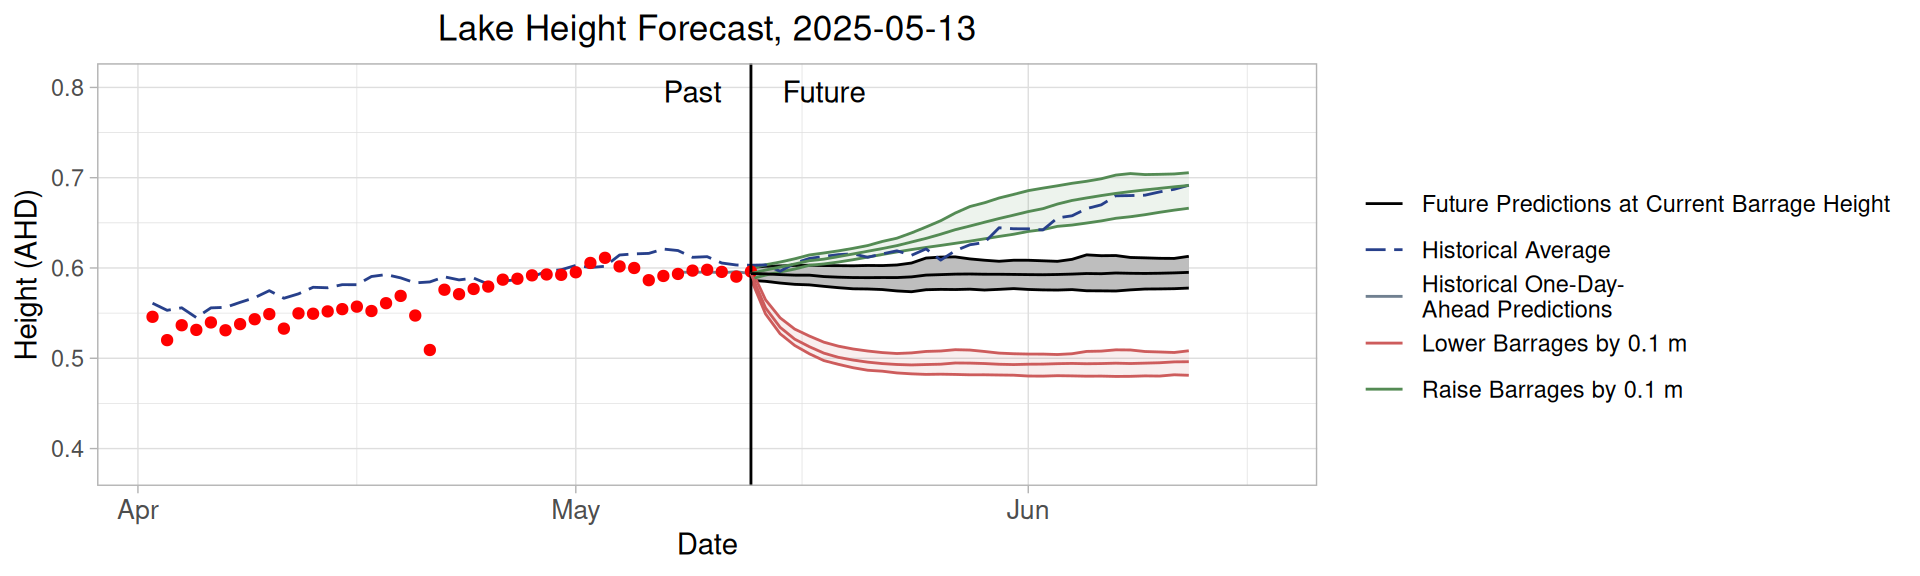 Lake Height Forecast, 2025-05-13
Past
Future
0.8
0.7
0.6
0.5
0.4
Height (AHD)
Apr
May
Jun
Date
Future Predictions at Current Barrage Height
Historical Average
Historical One-Day-
Ahead Predictions
Lower Barrages by 0.1 m
Raise Barrages by 0.1 m